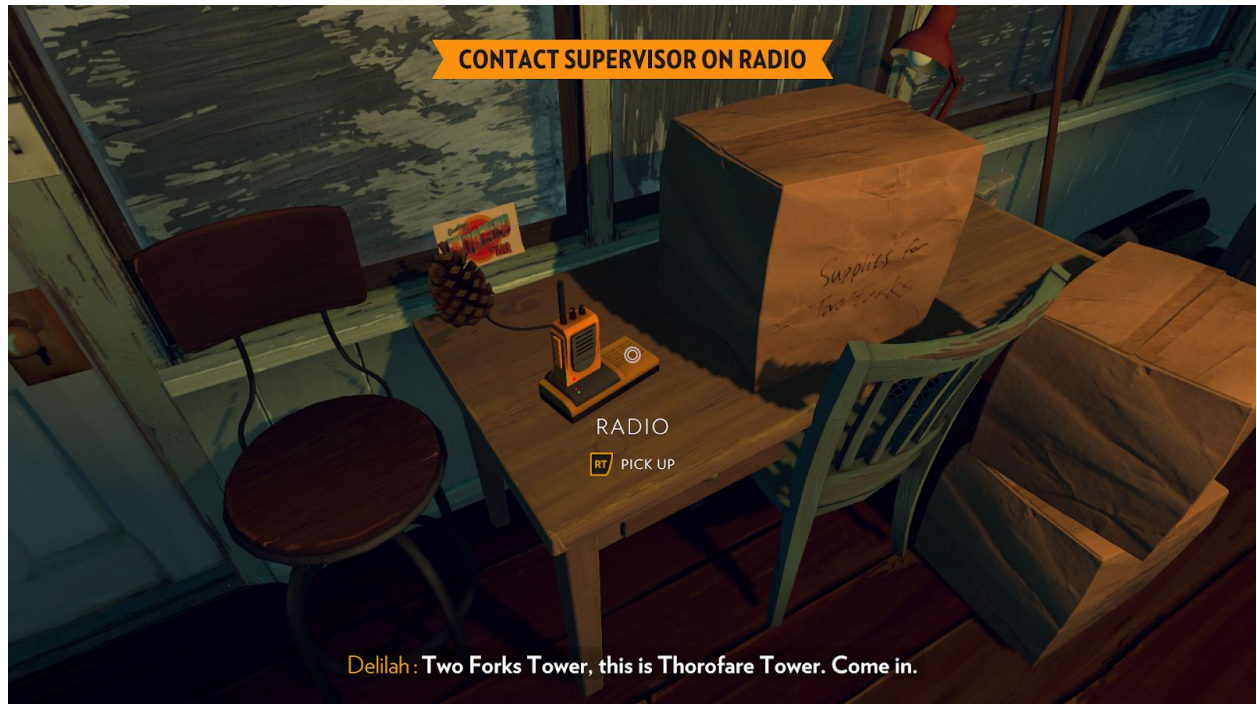 CONTACT SUPERVISOR ON RADIO
Supplies for
Two Forks
RADIO
RT PICK UP
Delilah : Two Forks Tower, this is Thorofare Tower. Come in.